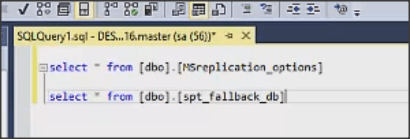 SQLQuery1.sql - DES...16.master (sa (56))*
select * from [dbo].[MSreplication_options]
select * from [dbo].[spt_fallback_db]